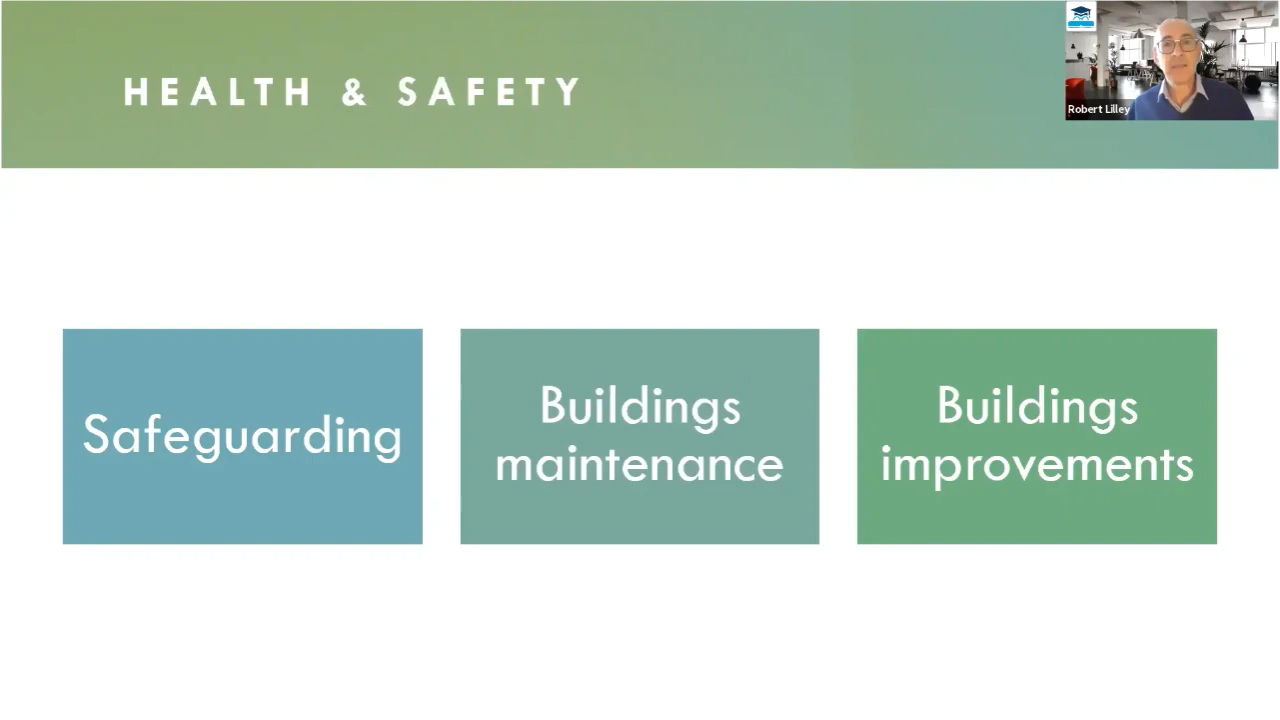 HEALTH & SAFETY
Robert Lilley
Safeguarding
Buildings
maintenance
Buildings
improvements